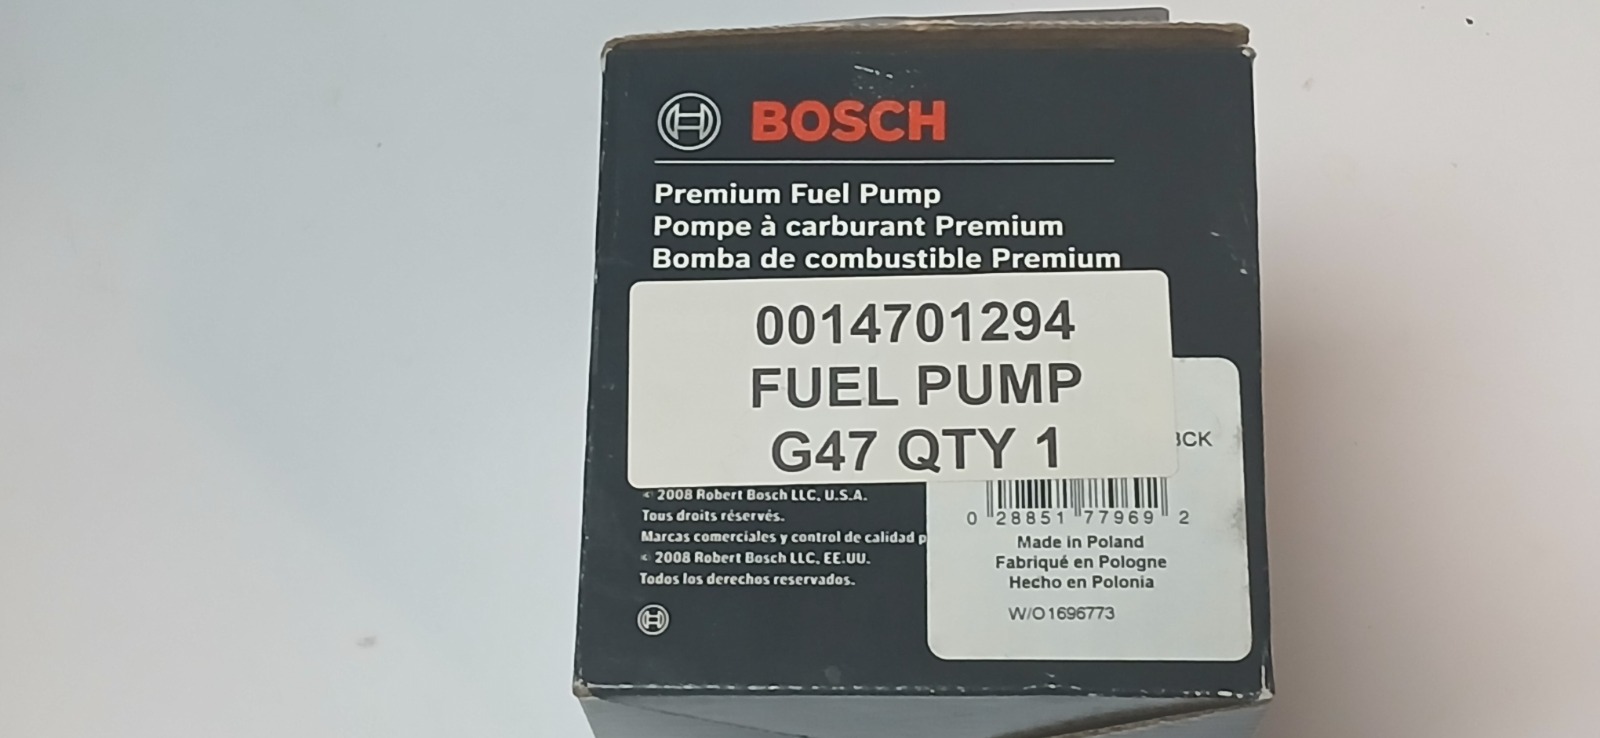 BOSCH
Premium Fuel Pump
Pompe à carburant Premium
Bomba de combustible Premium
0014701294
FUEL PUMP
G47 QTY 1
© 2008 Robert Bosch LLC, U.S.A.
Tous droits réservés.
Marcas comerciales y control de calidad p
© 2008 Robert Bosch LLC, EE.UU.
Todos los derechos reservados.
CK
0 28851 77969 2
Made in Poland
Fabriqué en Pologne
Hecho en Polonia
W/O 1696773